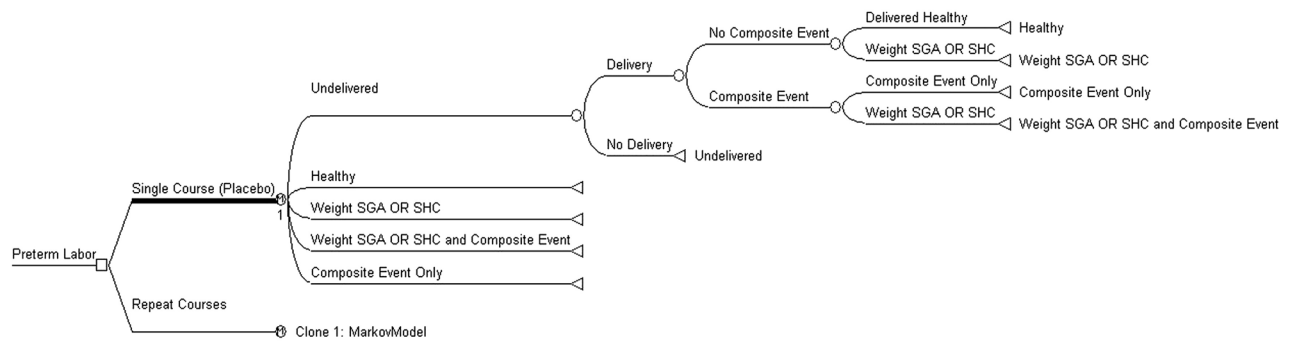 Delivered Healthy
Healthy
No Composite Event
Weight SGA OR SHC
Weight SGA OR SHC
Delivery
Composite Event Only
Composite Event Only
Undelivered
Composite Event
Weight SGA OR SHC
Weight SGA OR SHC and Composite Event
No Delivery
Undelivered
Healthy
Single Course (Placebo)
M
1
Weight SGA OR SHC
Weight SGA OR SHC and Composite Event
Preterm Labor
Composite Event Only
Repeat Courses
M
Clone 1: MarkovModel